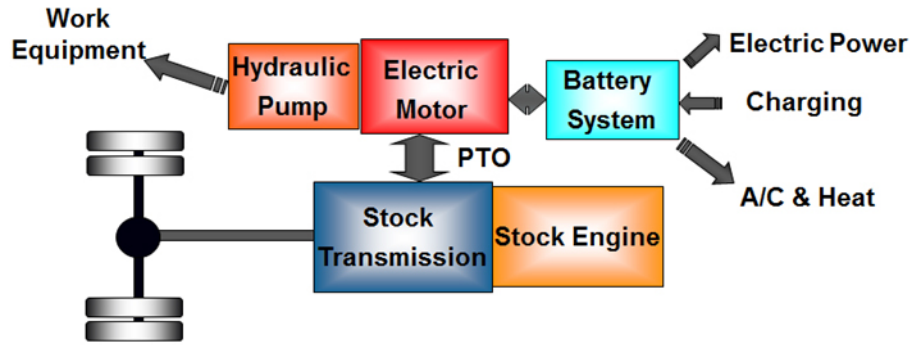 Work
Equipment
Hydraulic
Pump
Electric
Motor
Battery
System
Electric Power
Charging
A/C & Heat
PTO
Stock
Transmission
Stock Engine